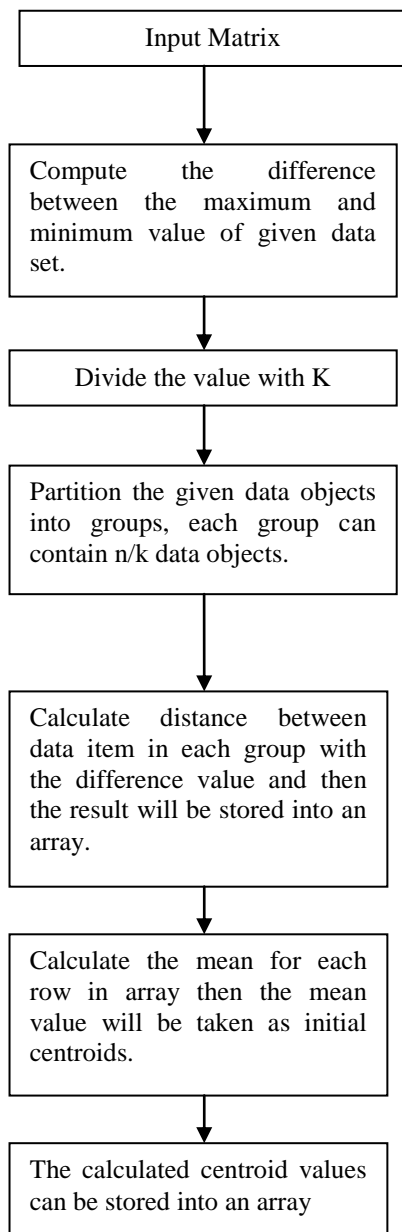 Input Matrix
Compute the difference
between the maximum and
minimum value of given data
set.
Divide the value with K
Partition the given data objects
into groups, each group can
contain n/k data objects.
Calculate distance between
data item in each group with
the difference value and then
the result will be stored into an
array.
Calculate the mean for each
row in array then the mean
value will be taken as initial
centroids.
The calculated centroid values
can be stored into an array